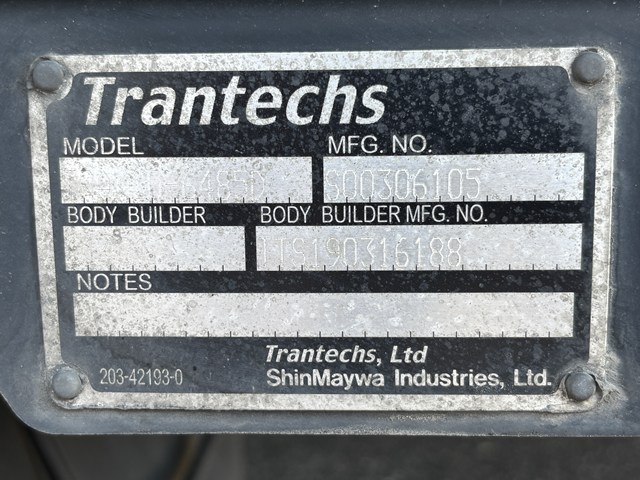 Trantechs
MODEL MFG. NO.
S00306105
BODY BUILDER BODY BUILDER MFG. NO.
TTS190316188
NOTES
Trantechs, Ltd
203-42193-0 ShinMaywa Industries, Ltd.